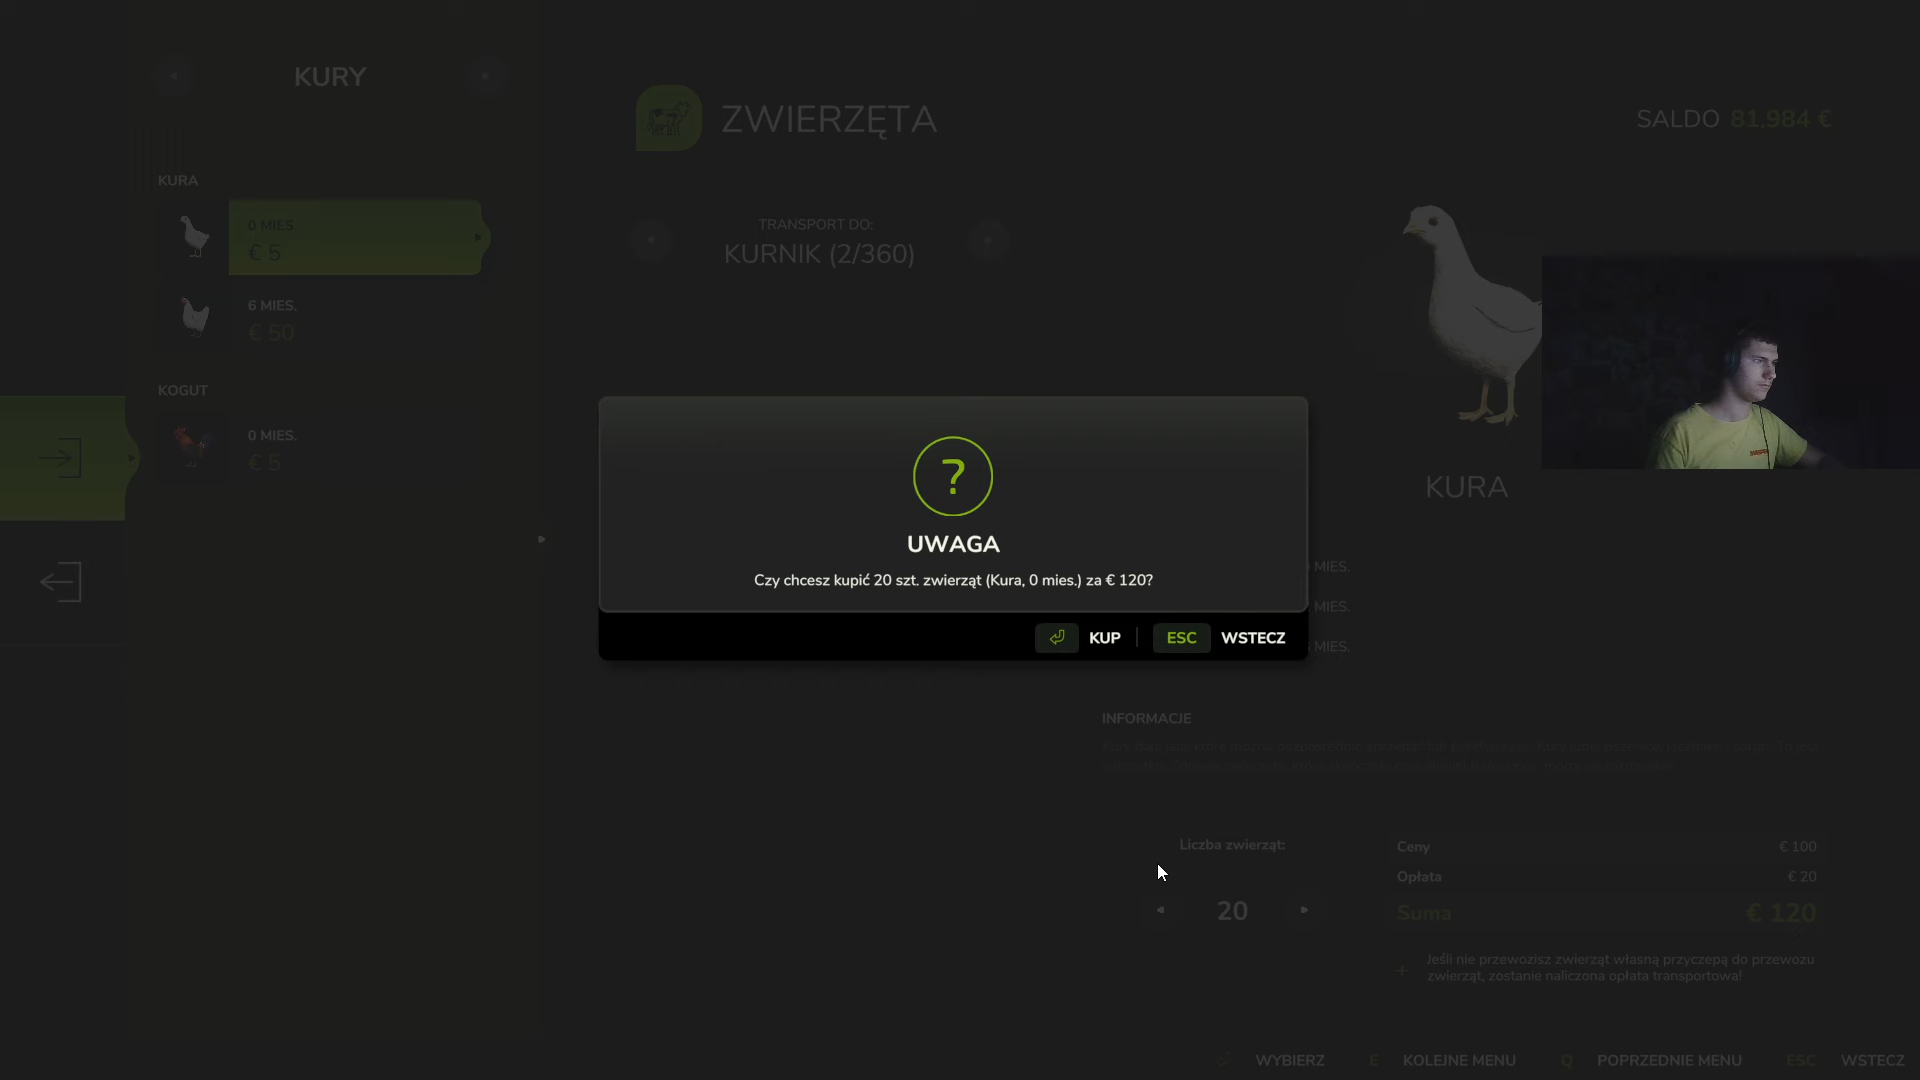 KURY
ZWIERZĘTA
SALDO 81,984 €
KURA
0 MIES.
€ 5
6 MIES.
€ 50
KOGUT
0 MIES.
€ 5
TRANSPORT DO:
KURNIK (2/360)
KURA
?
UWAGA
Czy chcesz kupić 20 szt. zwierząt (Kura, 0 mies.) za € 120?
KUP
ESC WSTECZ
MIES.
MIES.
MIES.
INFORMACJE
Liczba zwierząt:
20
Ceny € 100
Opłata € 20
Suma € 120
+ Jeśli nie przewozisz zwierząt własną przyczepą do przewozu
zwierząt, zostanie naliczona opłata transportowa!
WYBIERZ E KOLEJNE MENU Q POPRZEDNIE MENU ESC WSTECZ